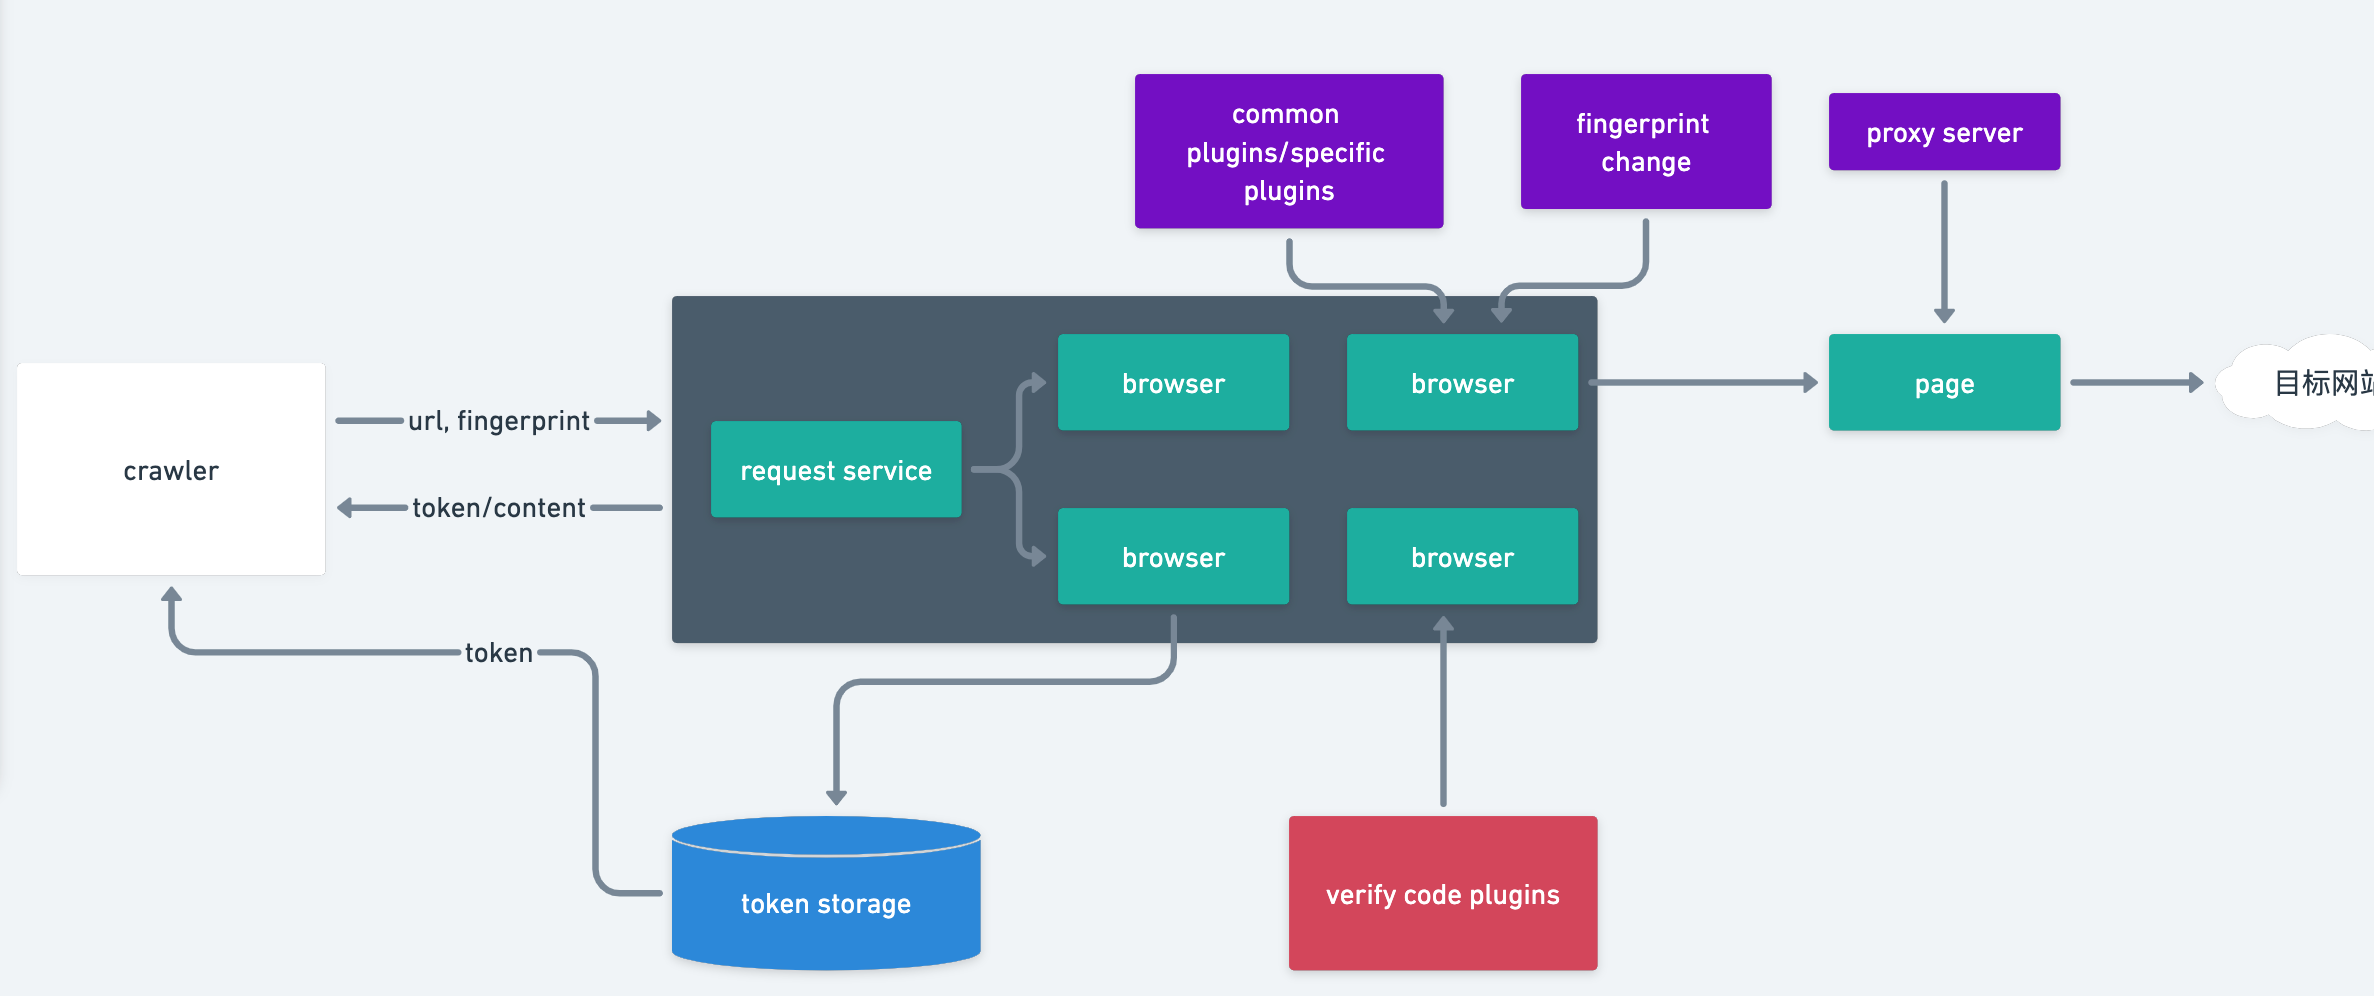 common
plugins/specific
plugins
fingerprint
change
proxy server
crawler
url, fingerprint
token/content
request service
browser
browser
browser
browser
page
目标网站
token
token storage
verify code plugins